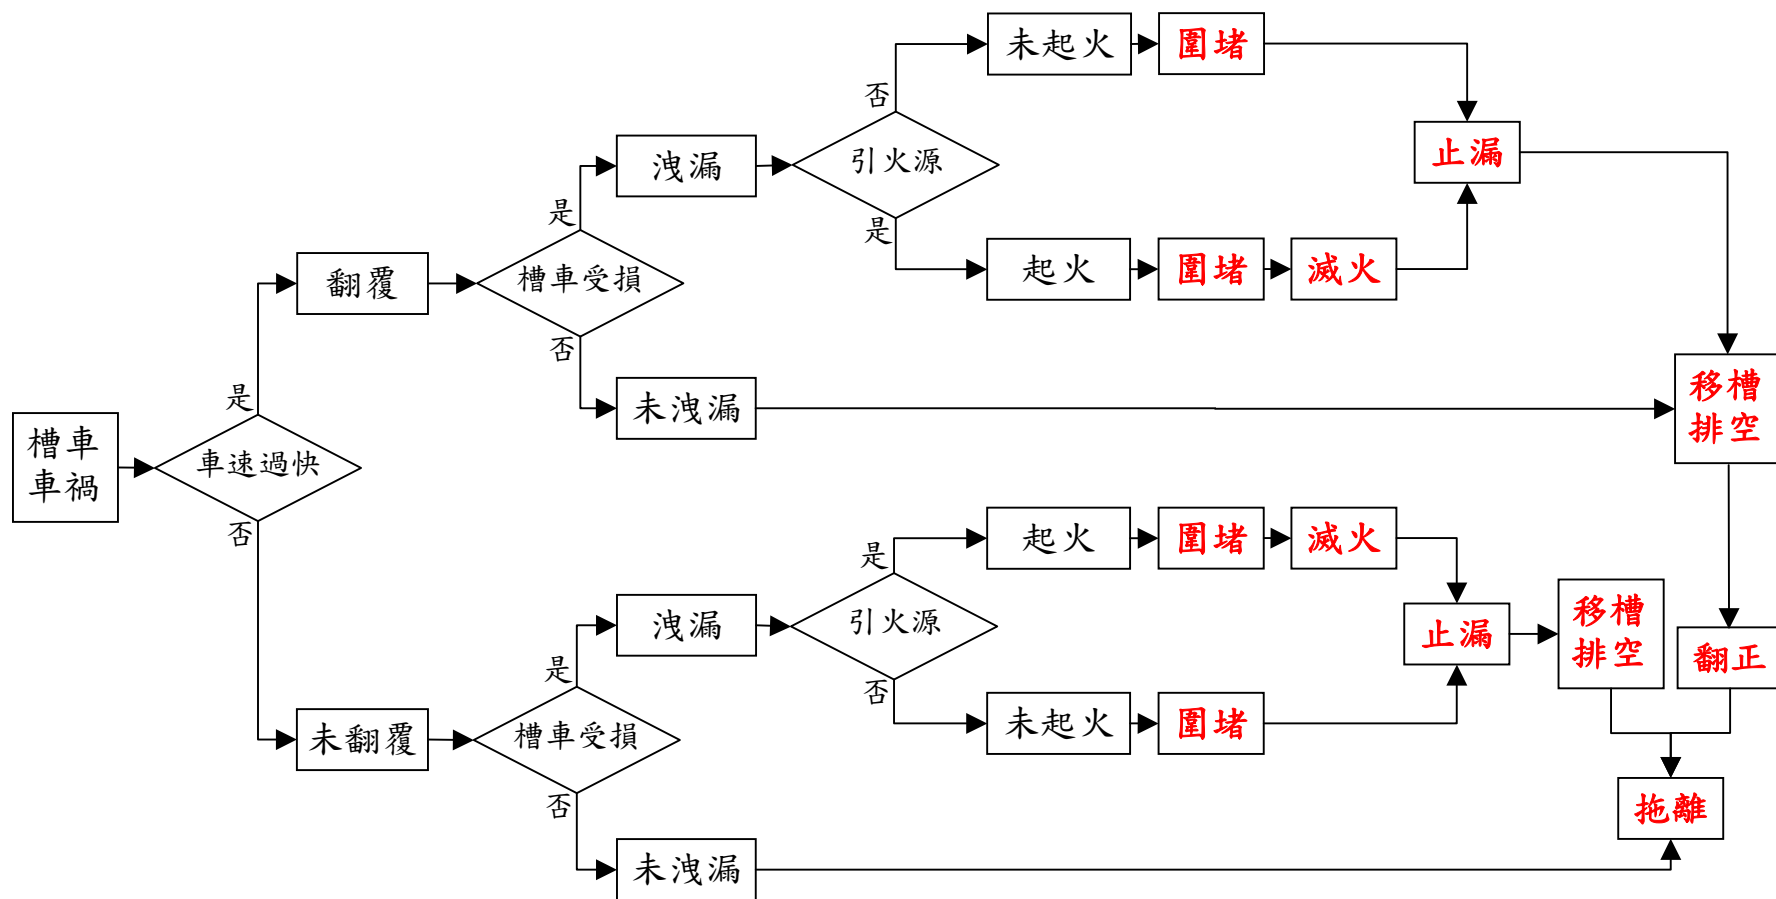 未起火
圍堵
否
引火源
是
止漏
洩漏
是
起火
圍堵
滅火
翻覆
槽車受損
否
移槽
排空
是
未洩漏
槽車
車禍
車速過快
否
起火
圍堵
滅火
是
洩漏
引火源
移槽
排空
止漏
翻正
是
否
未翻覆
槽車受損
未起火
圍堵
否
拖離
未洩漏